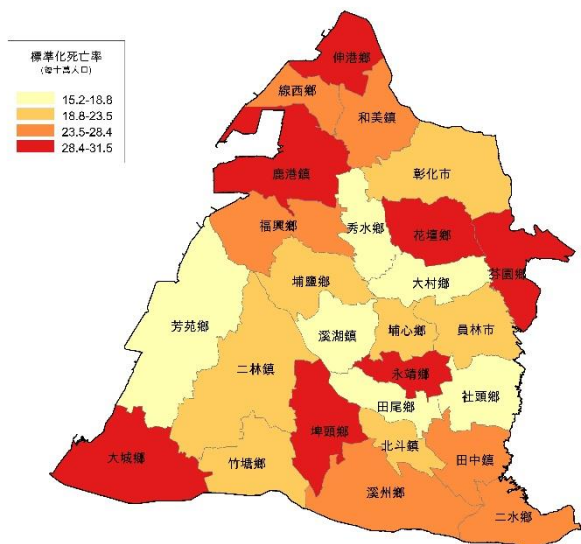 標準化死亡率
(每十萬人口)
15.2-18.8
18.8-23.5
23.5-28.4
28.4-31.5
伸港鄉
線西鄉
和美鎮
鹿港鎮
彰化市
福興鄉
秀水鄉
花壇鄉
芬園鄉
埔鹽鄉
大村鄉
芳苑鄉
溪湖鎮
埔心鄉
員林市
二林鎮
永靖鄉
田尾鄉
社頭鄉
埤頭鄉
北斗鎮
大城鄉
竹塘鄉
田中鎮
溪州鄉
二水鄉